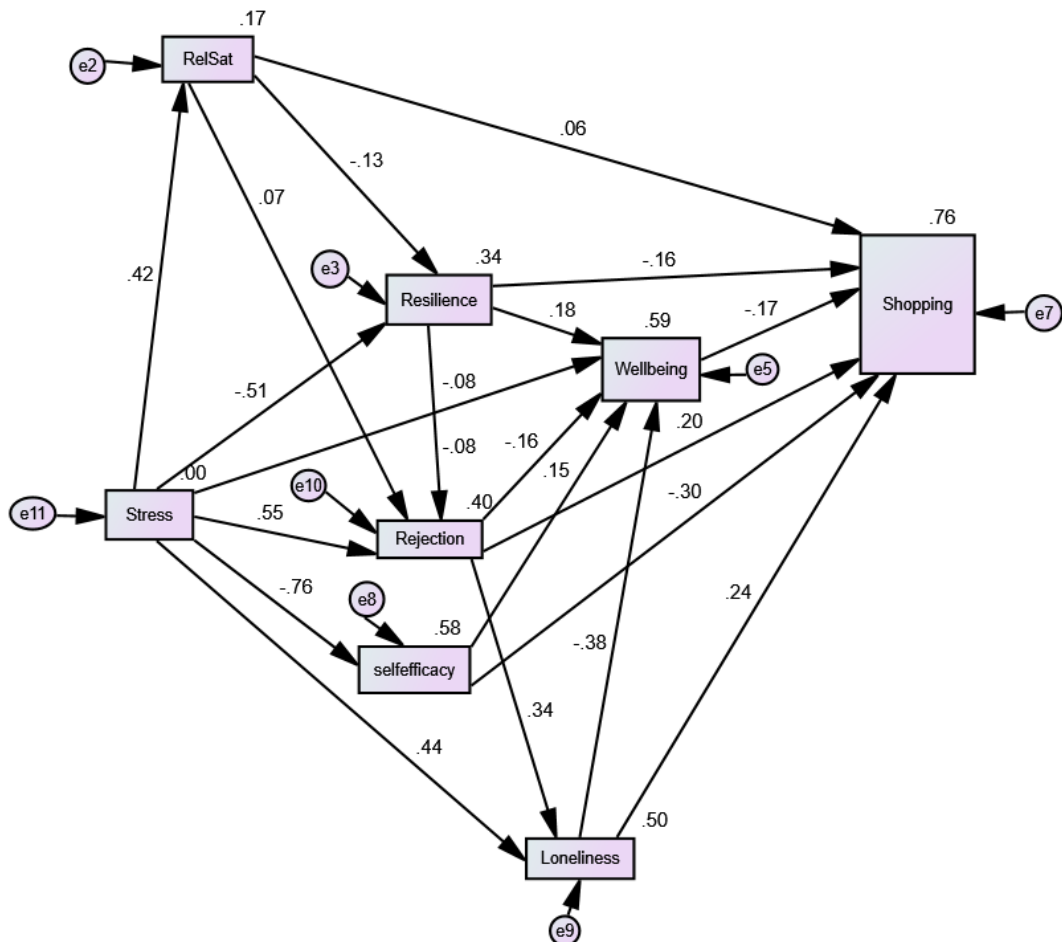 .17
RelSat
e2
.06
-.13
.07
.76
.42
e3
.34
Resilience
-.16
Shopping
e7
.18
.59
-.17
Wellbeing
e5
-.51
-.08
.20
-.08
-.16
.15
.00
e10
.40
-.30
e11
Stress
.55
Rejection
-.76
e8
.58
selfefficacy
.24
-.38
.34
.44
.50
Loneliness
e9